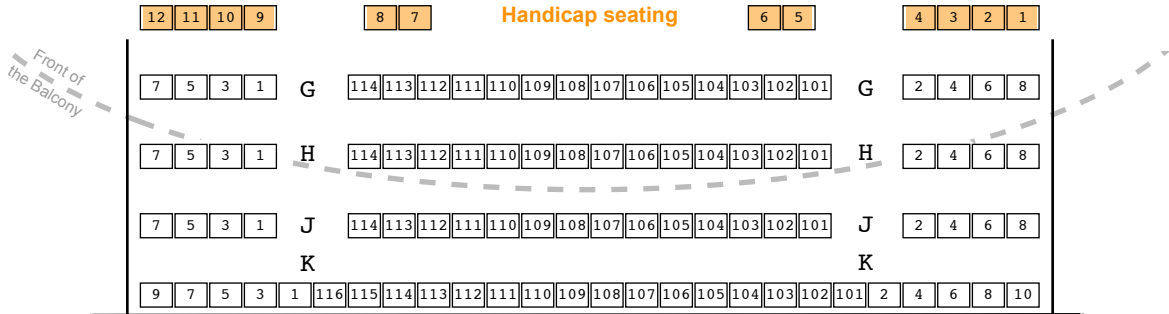 12 11 10 9 8 7 Handicap seating 6 5 4 3 2 1
Front of
the Balcony
7 5 3 1 G 114 113 112 111 110 109 108 107 106 105 104 103 102 101 G 2 4 6 8
7 5 3 1 H 114 113 112 111 110 109 108 107 106 105 104 103 102 101 H 2 4 6 8
7 5 3 1 J 114 113 112 111 110 109 108 107 106 105 104 103 102 101 J 2 4 6 8
K K
9 7 5 3 1 116 115 114 113 112 111 110 109 108 107 106 105 104 103 102 101 2 4 6 8 10